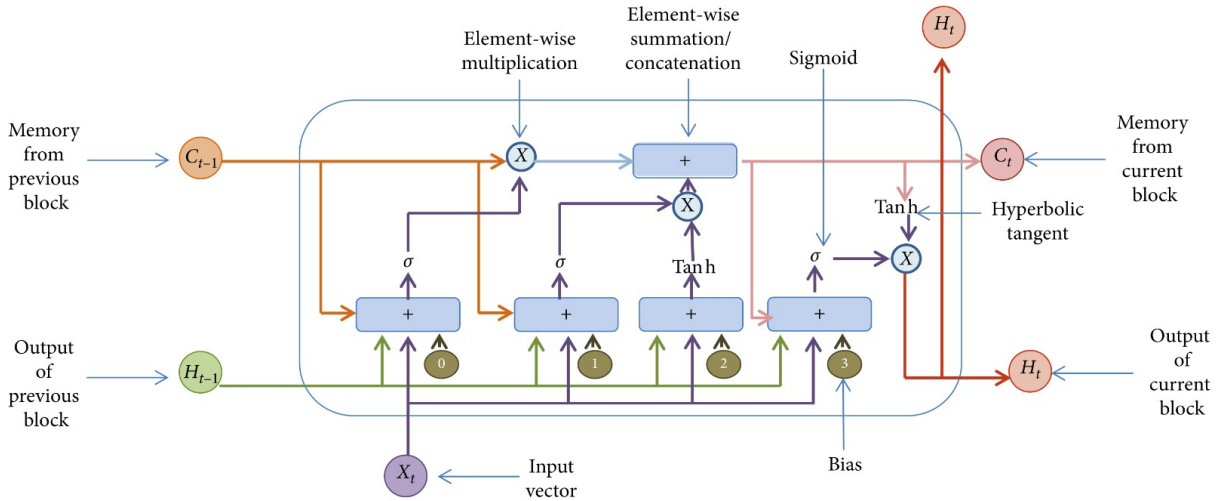 Element-wise
multiplication
Element-wise
summation/
concatenation
Sigmoid
H_t
Memory
from
previous
block
C_{t-1}
X
+
C_t
Memory
from
current
block
X
Tanh
Hyperbolic
tangent
σ
σ
Tanh
σ
X
+
+
+
+
Output
of
previous
block
H_{t-1}
0
1
2
3
H_t
Output
of
current
block
X_t
Input
vector
Bias